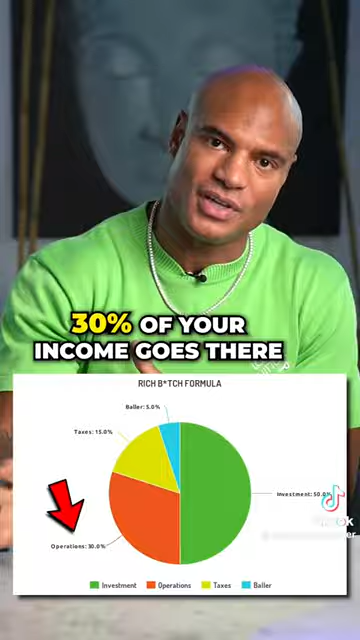 30% OF YOUR
INCOME GOES THERE
RICH B*TCH FORMULA
Baller: 5.0%
Taxes: 15.0%
Investment: 50.0%
Operations: 30.0%
Investment
Operations
Taxes
Baller